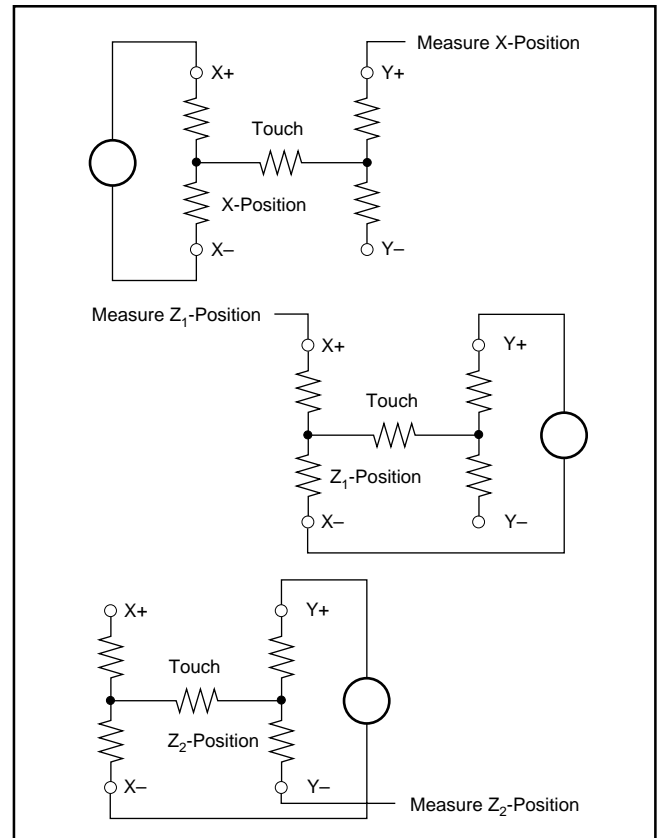 Measure X-Position
X+
Y+
Touch
X-Position
X–
Y–
Measure Z₁-Position
X+
Y+
Touch
Z₁-Position
X–
Y–
X+
Y+
Touch
Z₂-Position
X–
Y–
Measure Z₂-Position